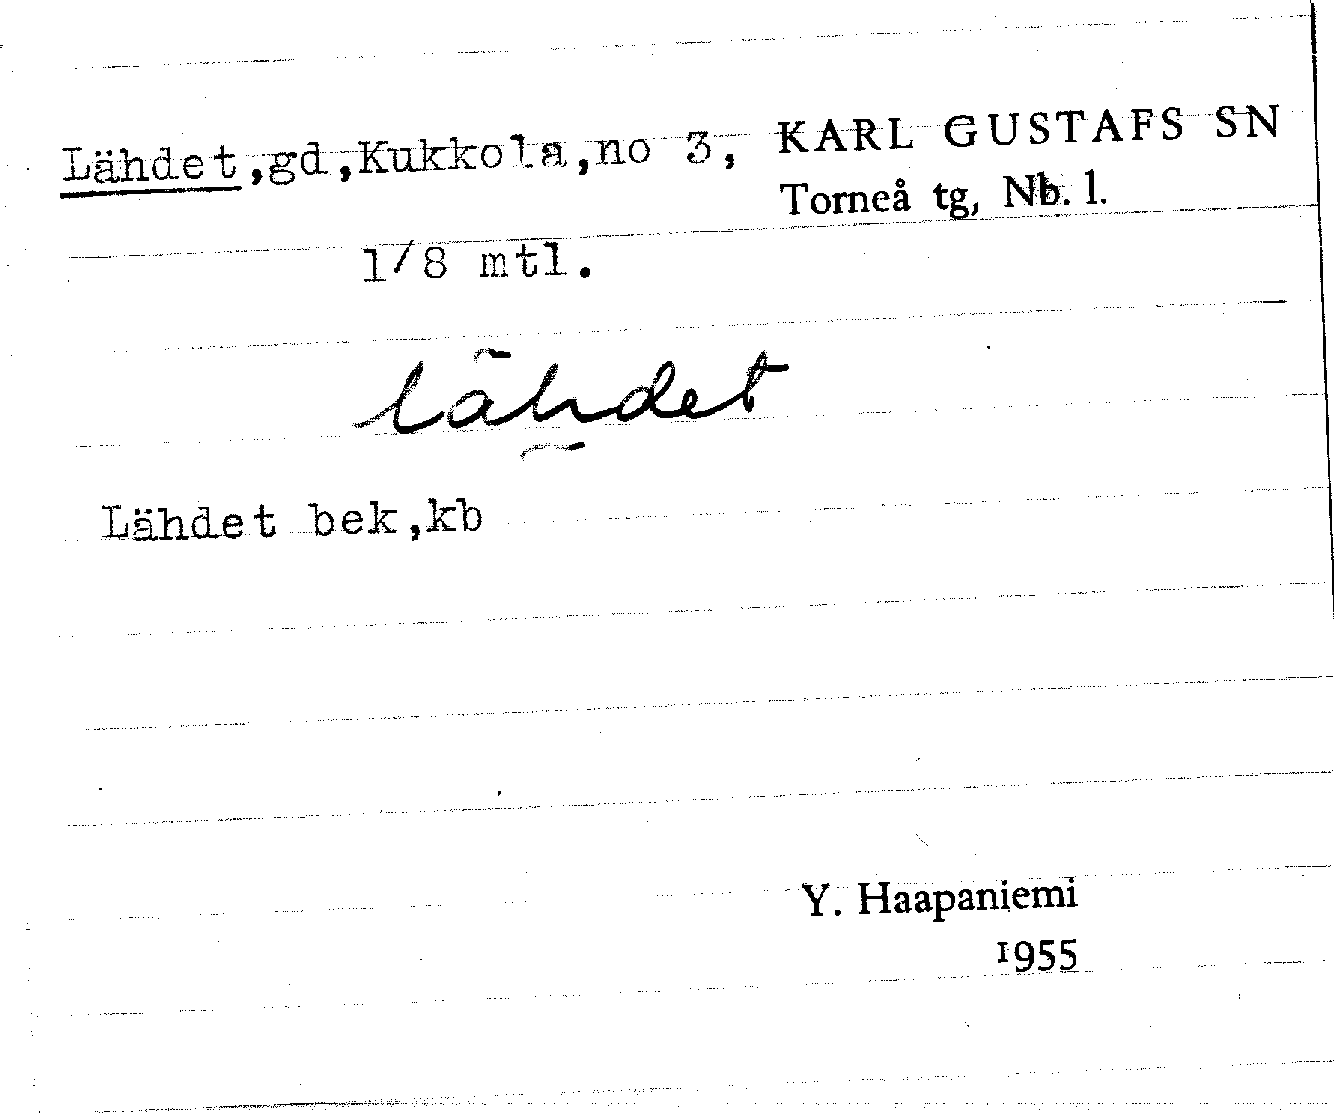 Lähdet,gd,Kukkola,no 3, KARL GUSTAFS SN
Torneå tg, Nb. l.
1/8 mtl.
lähdet
Lähdet bek,kb
Y. Haapaniemi
1955